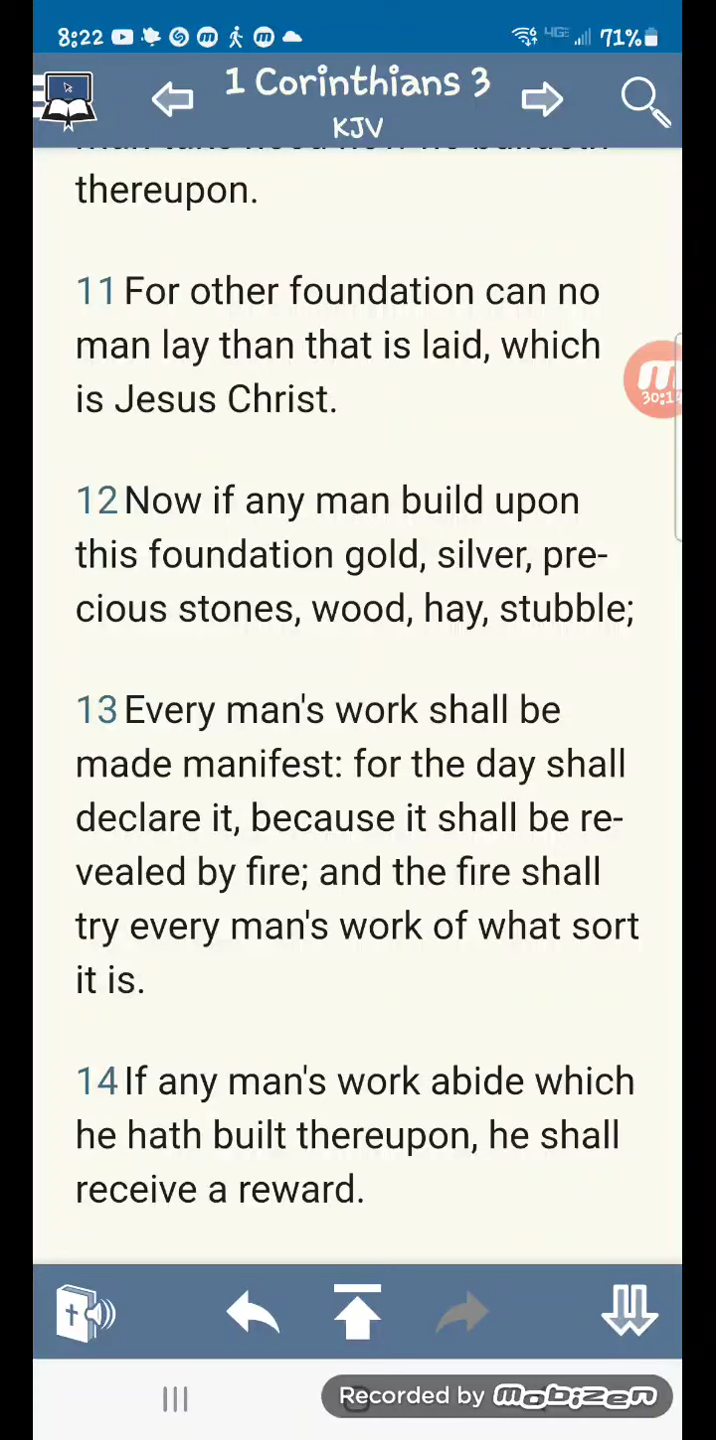 8:22
4GE 71%
1 Corinthians 3
KJV
thereupon.
11 For other foundation can no
man lay than that is laid, which
is Jesus Christ.
12 Now if any man build upon
this foundation gold, silver, pre-
cious stones, wood, hay, stubble;
13 Every man's work shall be
made manifest: for the day shall
declare it, because it shall be re-
vealed by fire; and the fire shall
try every man's work of what sort
it is.
14 If any man's work abide which
he hath built thereupon, he shall
receive a reward.
Recorded by mobizen